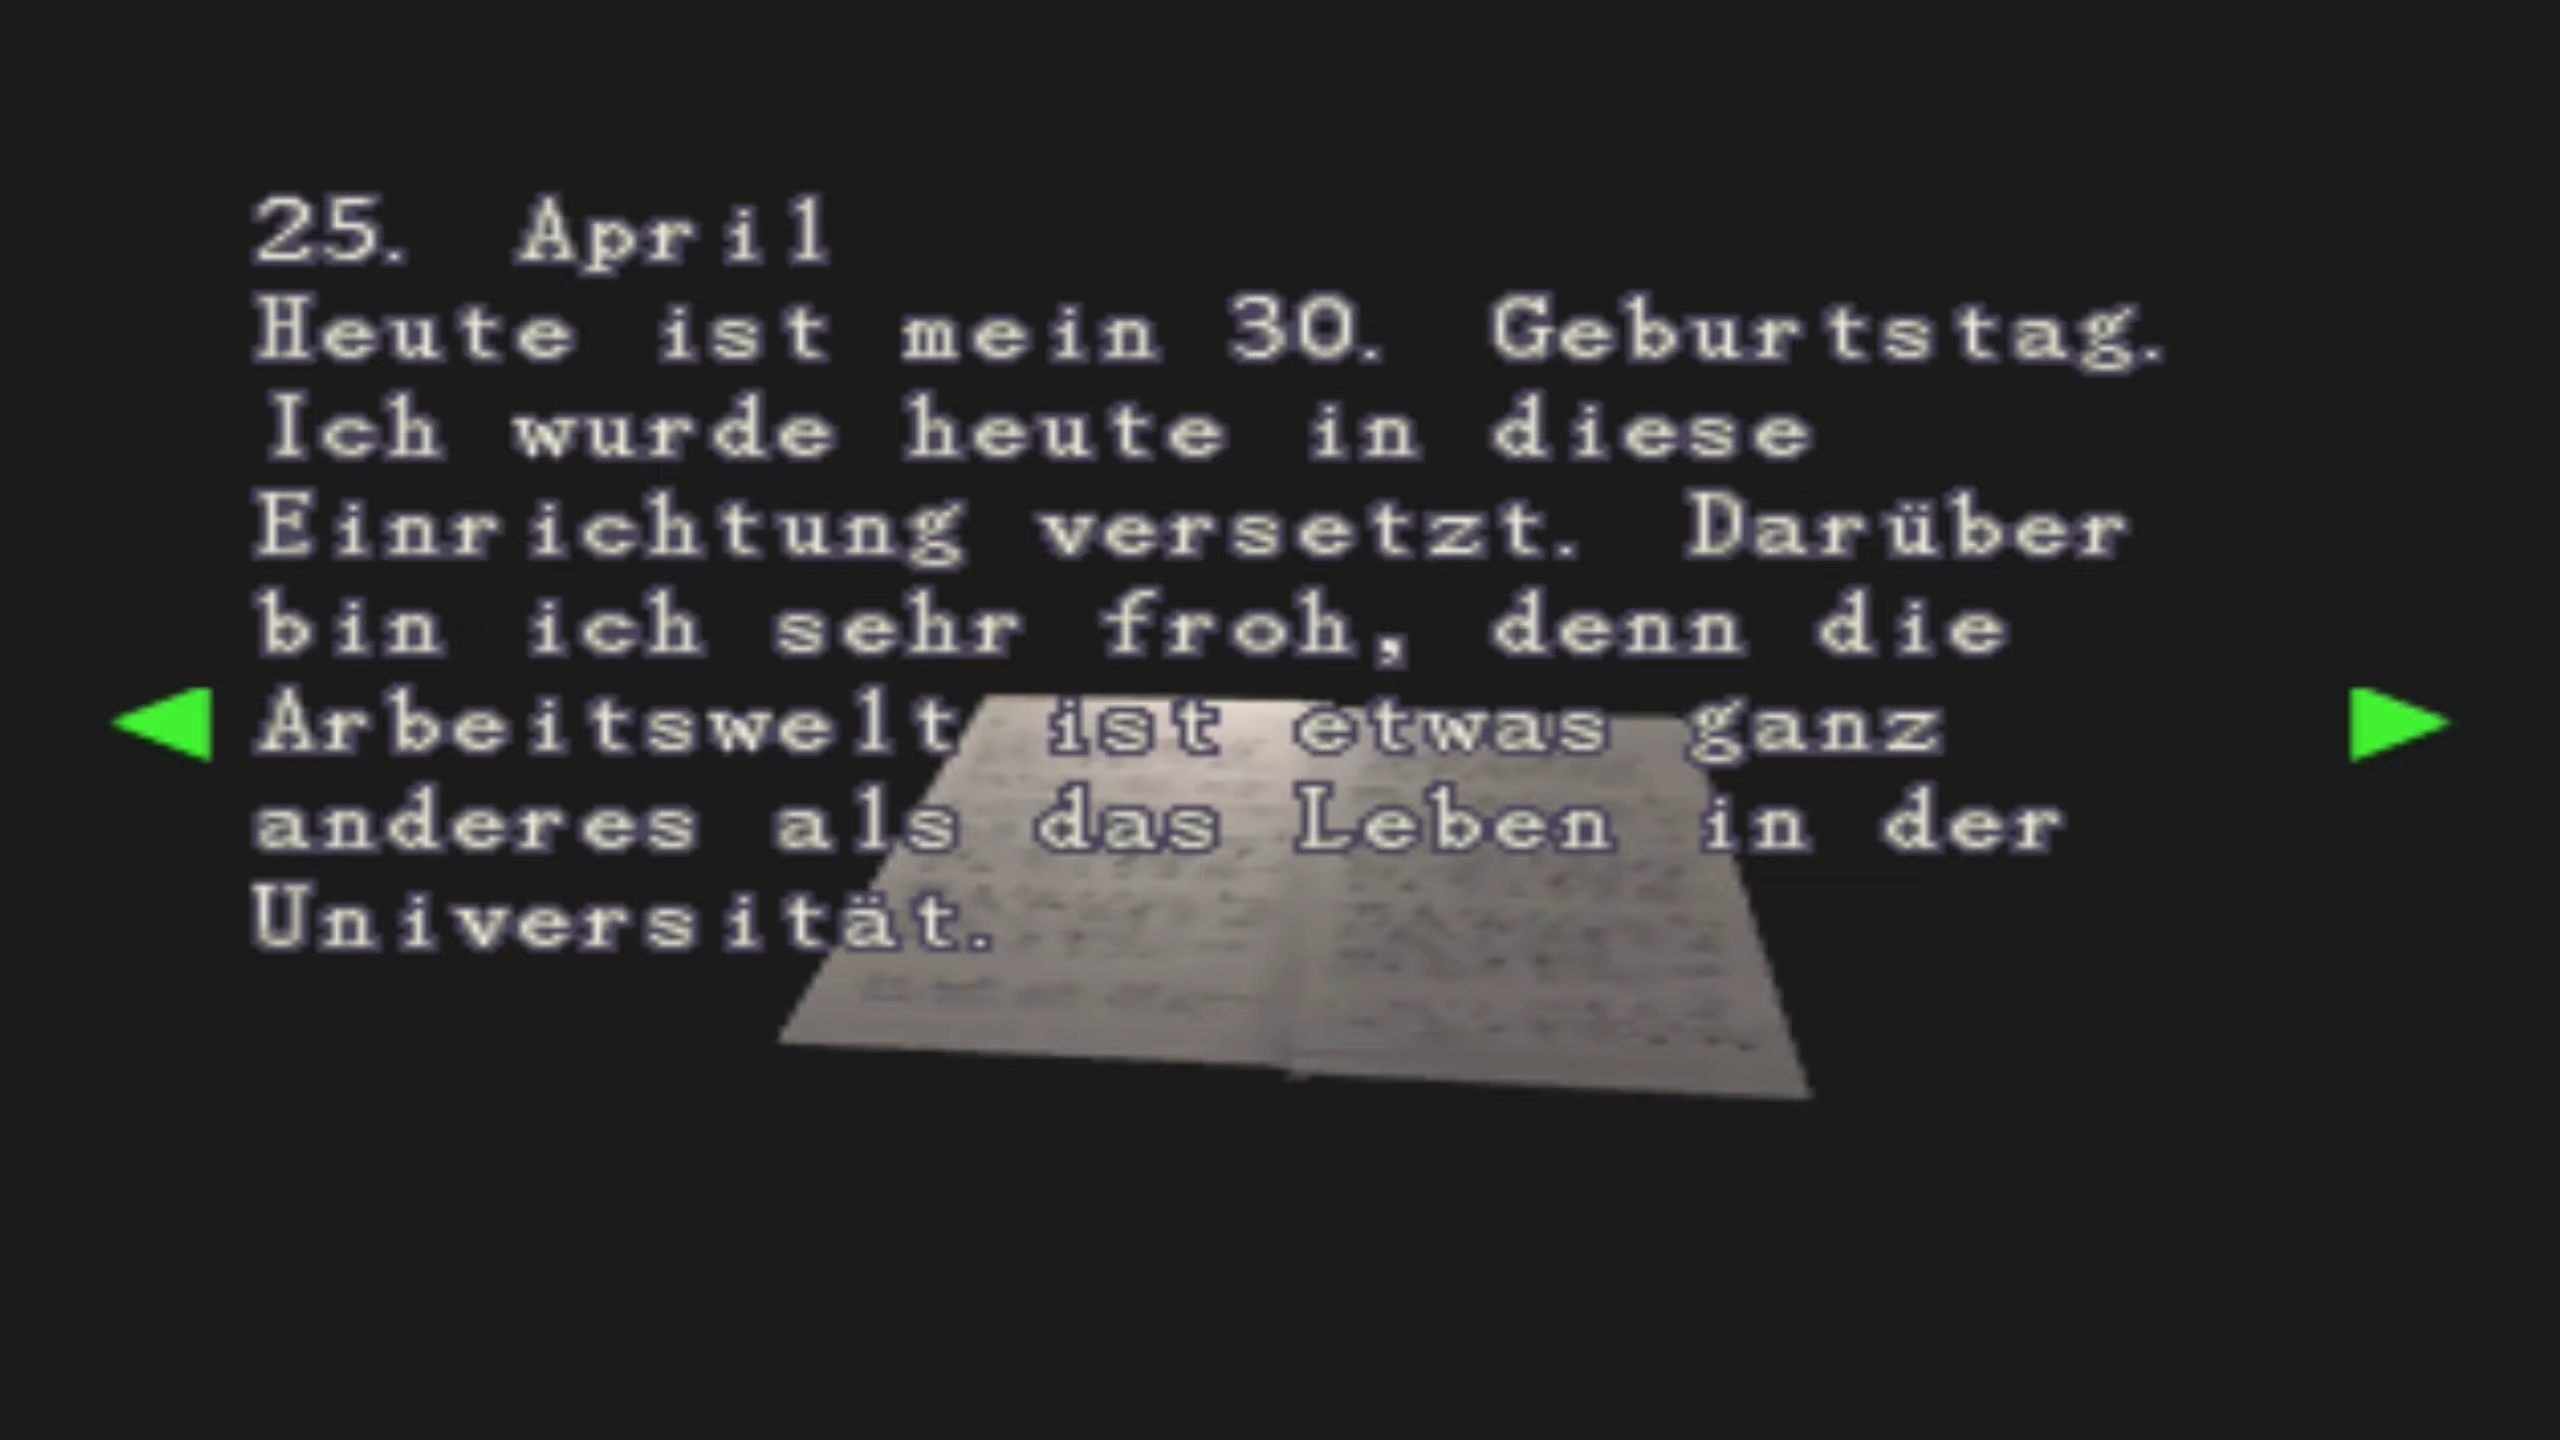 25. April
Heute ist mein 30. Geburtstag.
Ich wurde heute in diese
Einrichtung versetzt. Darüber
bin ich sehr froh, denn die
Arbeitswelt ist etwas ganz
anderes als das Leben in der
Universität.